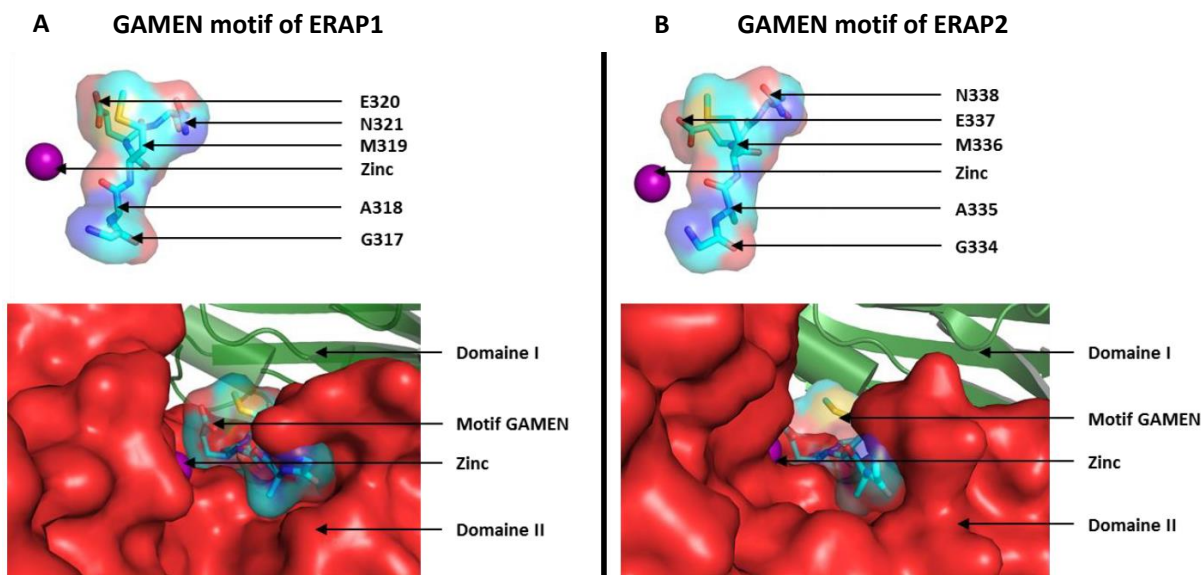 A GAMEN motif of ERAP1
E320
N321
M319
Zinc
A318
G317
Domaine I
Motif GAMEN
Zinc
Domaine II
B GAMEN motif of ERAP2
N338
E337
M336
Zinc
A335
G334
Domaine I
Motif GAMEN
Zinc
Domaine II